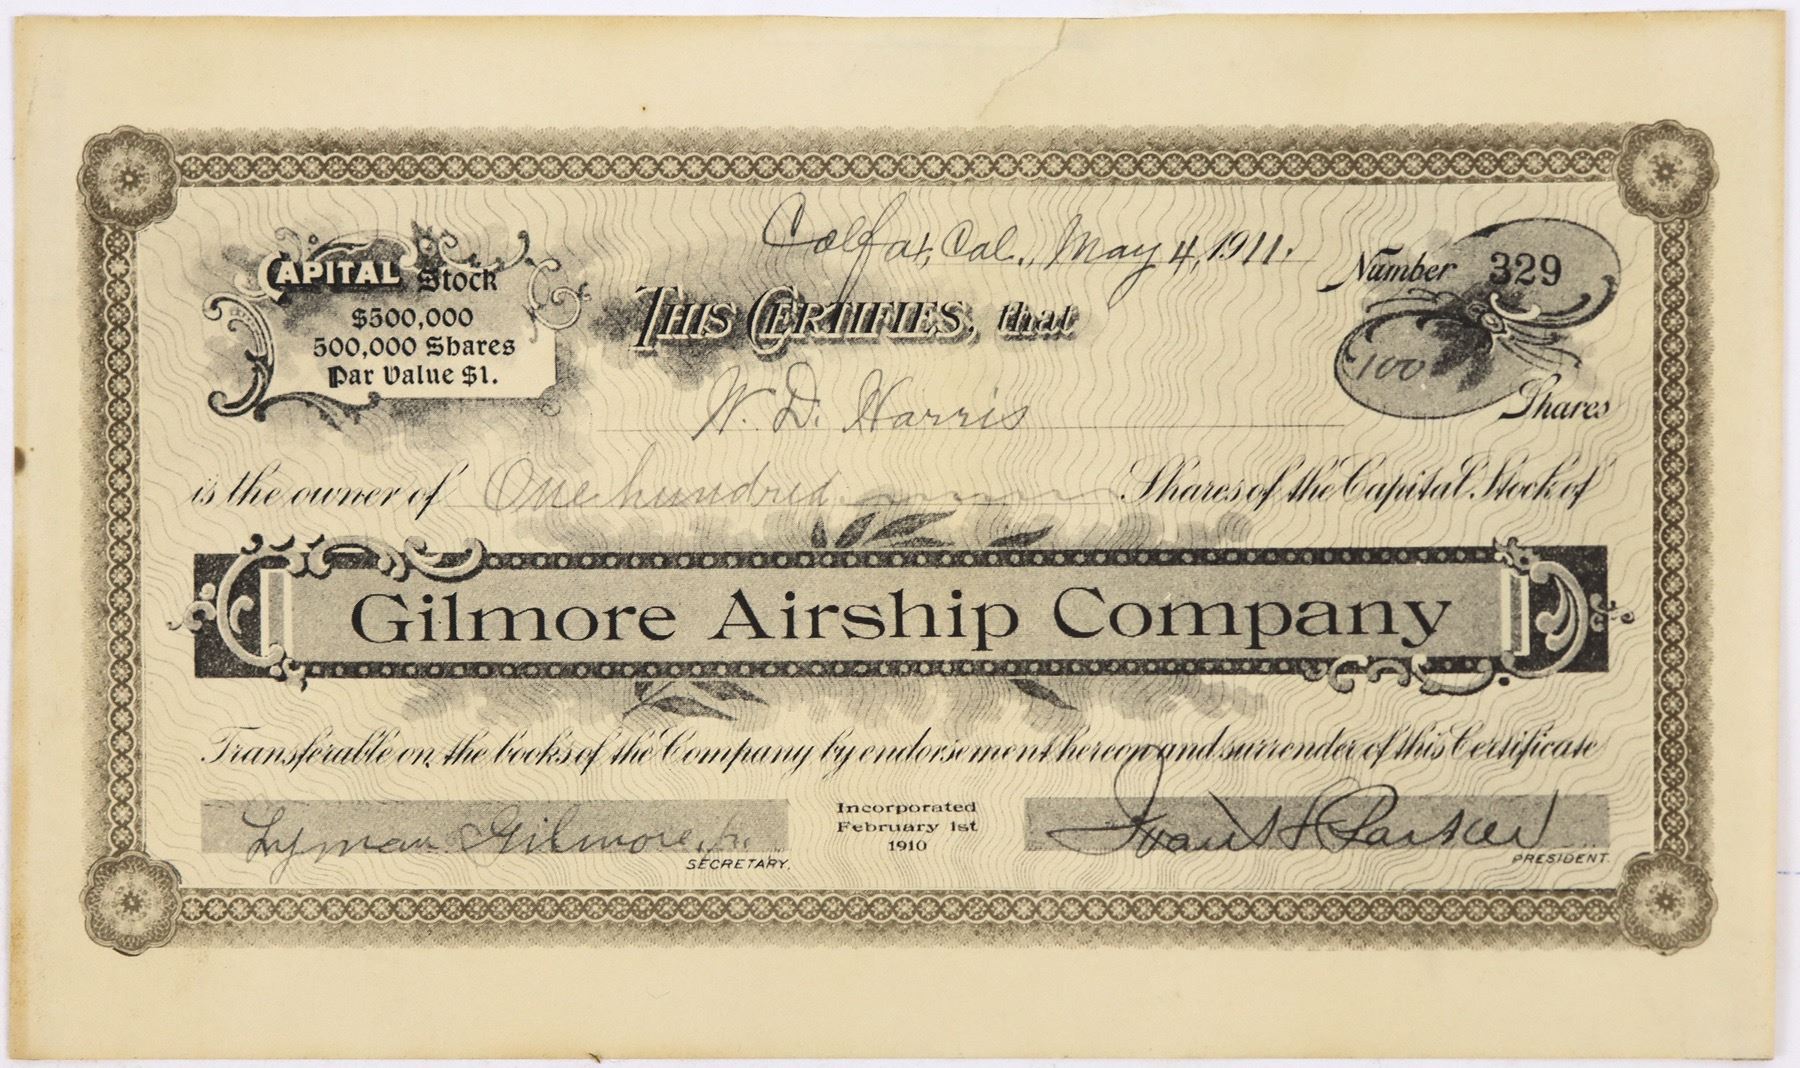 Colfax, Cal., May 4, 1911.
CAPITAL Stock
$500,000
500,000 Shares
Par Value $1.
Number 329
100 Shares
THIS CERTIFIES, that
W. D. Harris
is the owner of One hundred Shares of the Capital Stock of
Gilmore Airship Company
Transferable on the books of the Company by endorsement hereon and surrender of this Certificate
Lyman Gilmore, Jr.
SECRETARY.
Incorporated
February 1st
1910
Ivan H Parker
PRESIDENT.